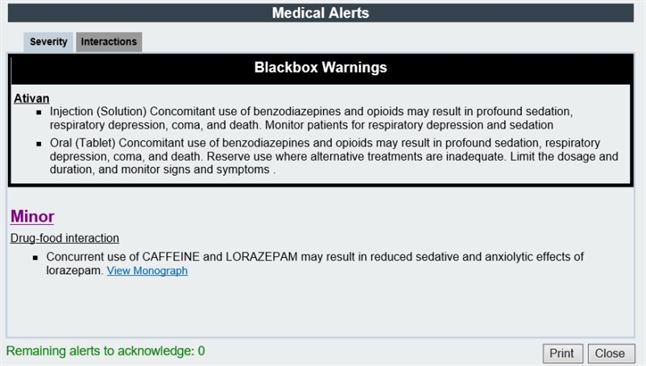 Medical Alerts
Severity Interactions
Blackbox Warnings
Ativan
Injection (Solution) Concomitant use of benzodiazepines and opioids may result in profound sedation,
respiratory depression, coma, and death. Monitor patients for respiratory depression and sedation
Oral (Tablet) Concomitant use of benzodiazepines and opioids may result in profound sedation, respiratory
depression, coma, and death. Reserve use where alternative treatments are inadequate. Limit the dosage and
duration, and monitor signs and symptoms .
Minor
Drug-food interaction
Concurrent use of CAFFEINE and LORAZEPAM may result in reduced sedative and anxiolytic effects of
lorazepam. View Monograph
Remaining alerts to acknowledge: 0
Print Close